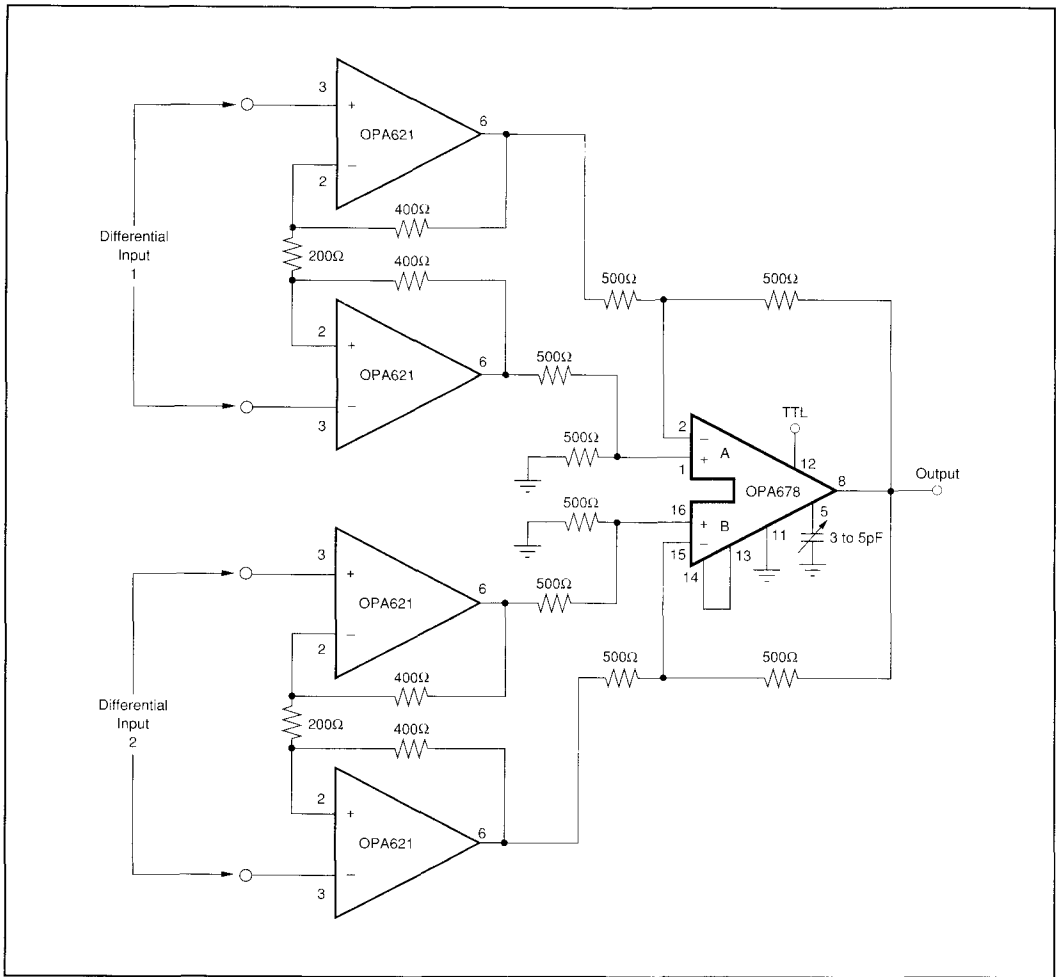 3
+
6
OPA621
−
2
400Ω
Differential
Input
1
200Ω
400Ω
500Ω
500Ω
2
+
6
500Ω
OPA621
−
3
TTL
2
−
A
500Ω
+
1
12
8
Output
OPA678
500Ω
16
5
+
B
11
3 to 5pF
15
−
13
3
14
+
6
500Ω
OPA621
−
2
500Ω
500Ω
400Ω
Differential
Input
2
200Ω
400Ω
2
+
6
OPA621
−
3